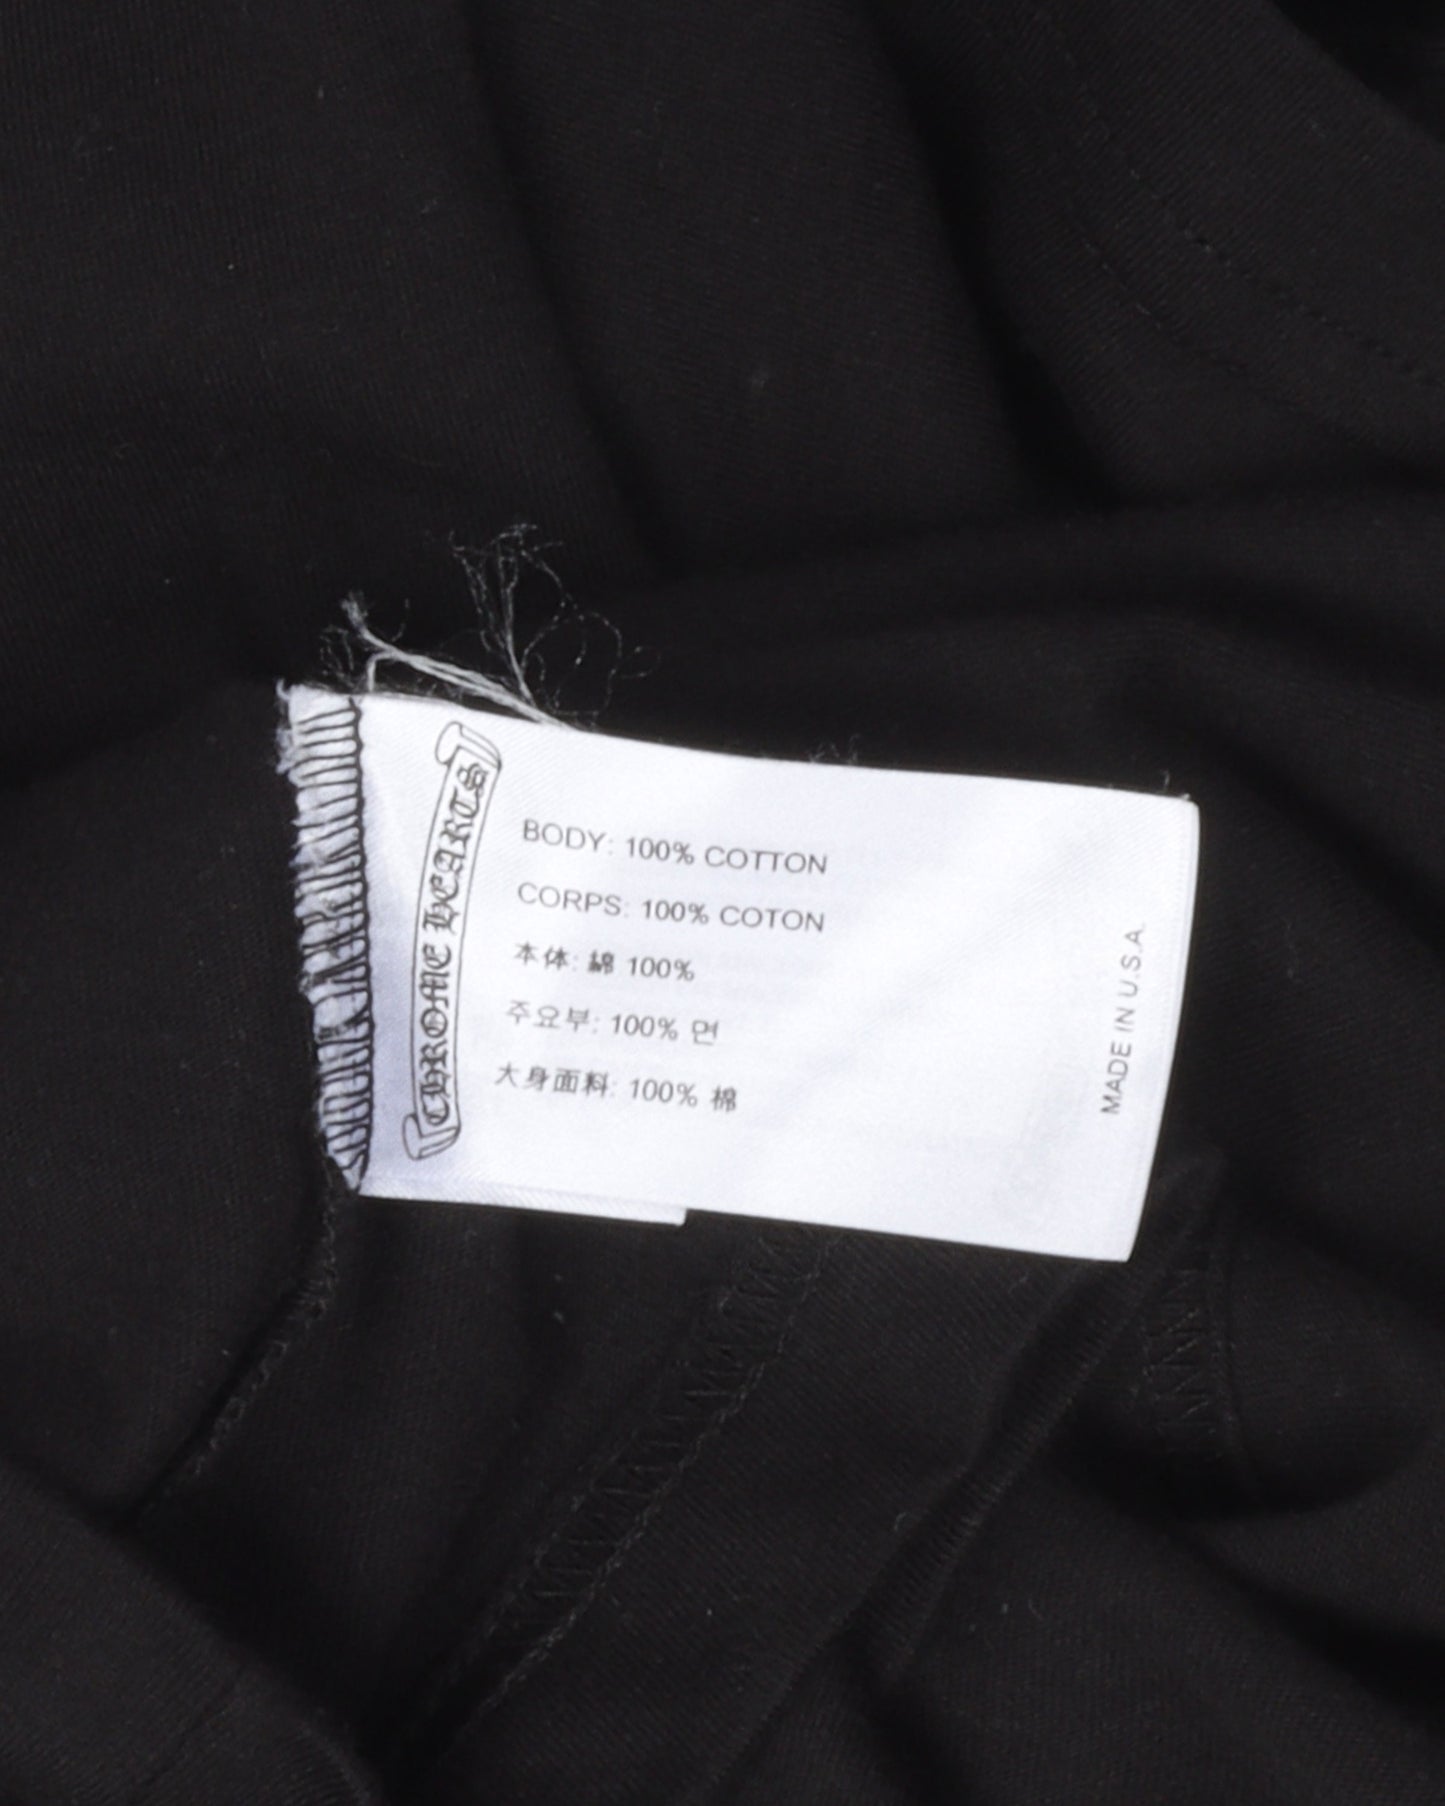 CHROME HEARTS
BODY: 100% COTTON
CORPS: 100% COTON
本体: 綿 100%
주요부: 100% 면
大身面料: 100% 棉
MADE IN U.S.A.